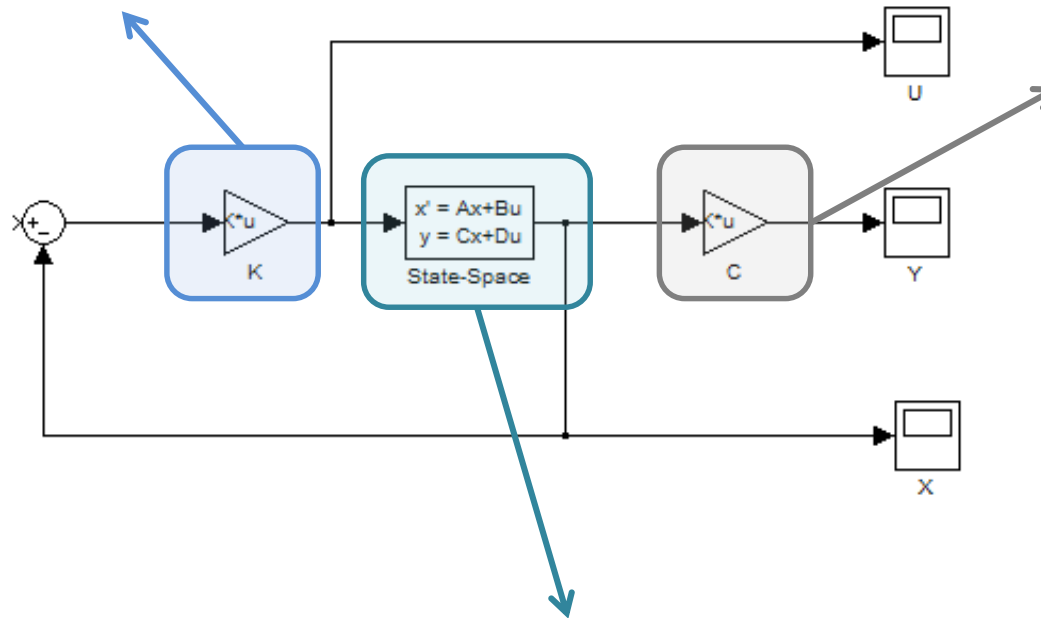 U
+
−
K*u
K
x' = Ax+Bu
y = Cx+Du
State-Space
K*u
C
Y
X